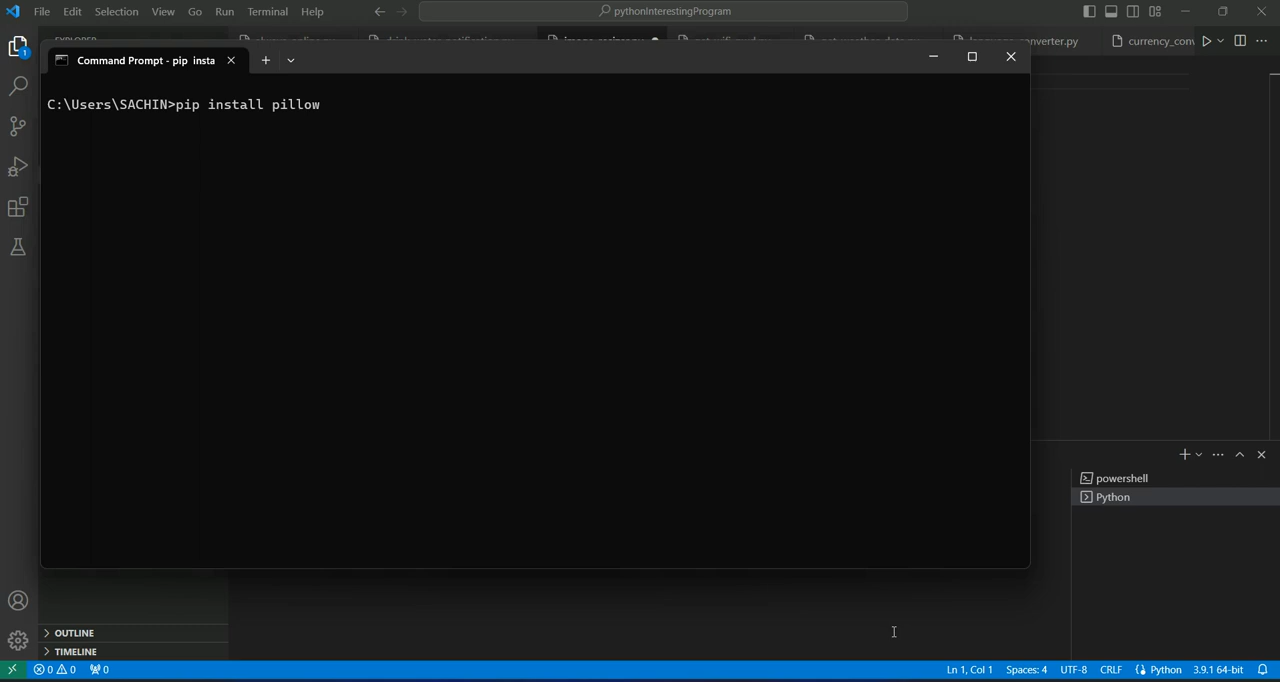 File Edit Selection View Go Run Terminal Help
pythonInterestingProgram
EXPLORER
converter.py
currency_conv
1
Command Prompt - pip insta
C:\Users\SACHIN>pip install pillow
powershell
Python
OUTLINE
TIMELINE
0 0 0
Ln 1, Col 1 Spaces: 4 UTF-8 CRLF Python 3.9.1 64-bit